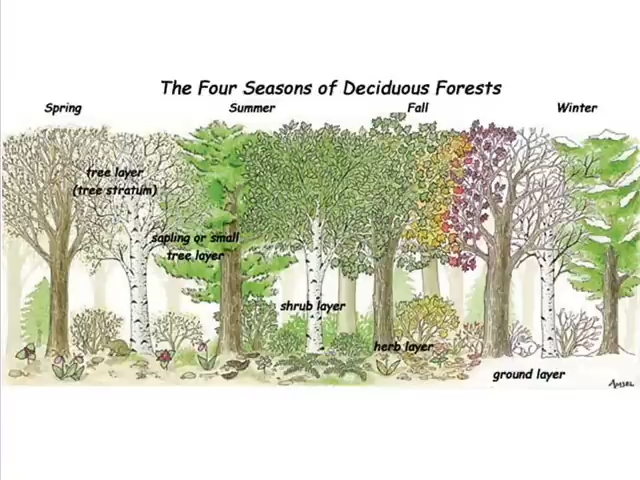 The Four Seasons of Deciduous Forests
Spring
Summer
Fall
Winter
tree layer
(tree stratum)
sapling or small
tree layer
shrub layer
herb layer
ground layer
AMSEL